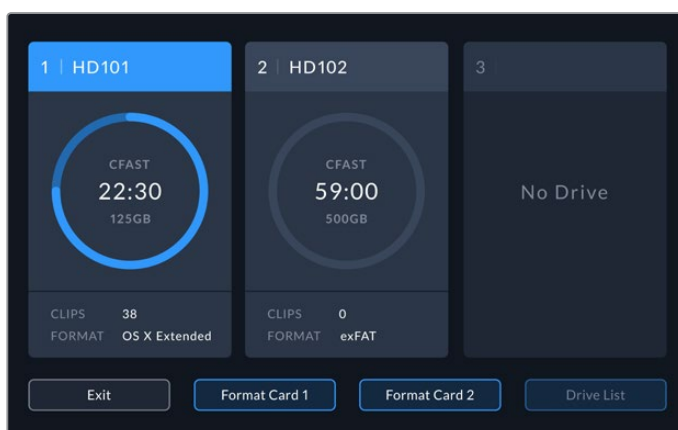 1 | HD101
CFAST
22:30
125GB
CLIPS 38
FORMAT OS X Extended
2 | HD102
CFAST
59:00
500GB
CLIPS 0
FORMAT exFAT
3
No Drive
Exit
Format Card 1
Format Card 2
Drive List